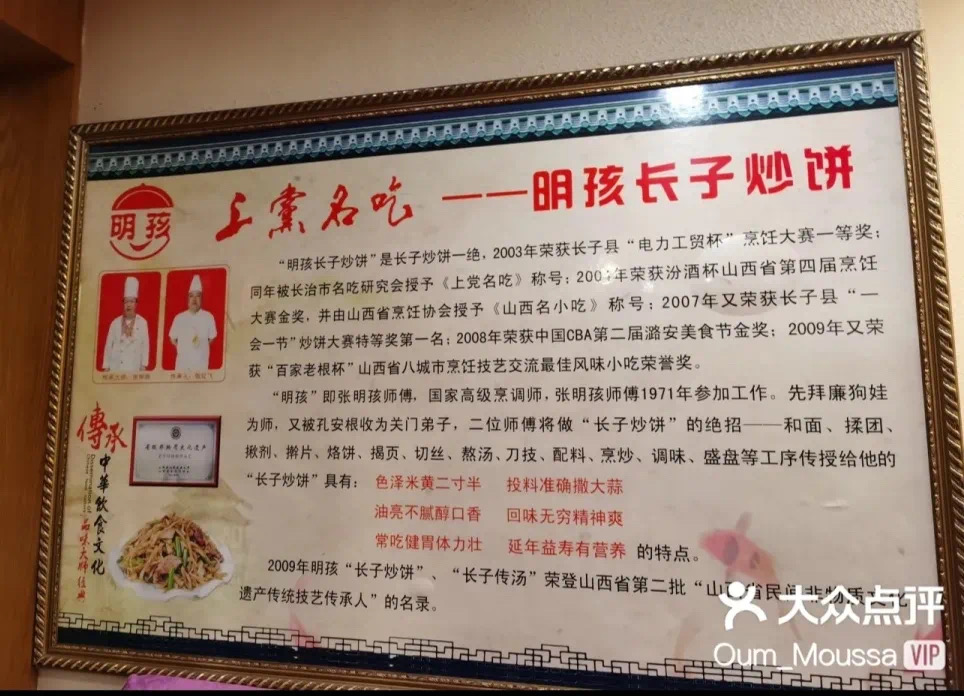 上黨名吃 ——明孩长子炒饼
明孩
“明孩长子炒饼”是长子炒饼一绝，2003年荣获长子县“电力工贸杯”烹饪大赛一等奖；
同年被长治市名吃研究会授予《上党名吃》称号；200 年荣获汾酒杯山西省第四届烹饪
大赛金奖，并由山西省烹饪协会授予《山西名小吃》称号；2007年又荣获长子县“一
会一节”炒饼大赛特等奖第一名；2008年荣获中国CBA第二届潞安美食节金奖；2009年又荣
获“百家老根杯”山西省八城市烹饪技艺交流最佳风味小吃荣誉奖。
“明孩”即张明孩师傅，国家高级烹调师，张明孩师傅1971年参加工作。先拜廉狗娃
为师，又被孔安根收为关门弟子，二位师傅将做“长子炒饼”的绝招——和面、揉团、
揪剂、擀片、烙饼、揭页、切丝、熬汤、刀技、配料、烹炒、调味、盛盘等工序传授给他的
“长子炒饼”具有： 色泽米黄二寸半 投料准确撒大蒜
油亮不腻醇口香 回味无穷精神爽
常吃健胃体力壮 延年益寿有营养 的特点。
2009年明孩“长子炒饼”、“长子传汤”荣登山西省第二批“山西省民间非物质文化
遗产传统技艺传承人”的名录。
傳承
中華飲食文化
大众点评
Oum_Moussa VIP